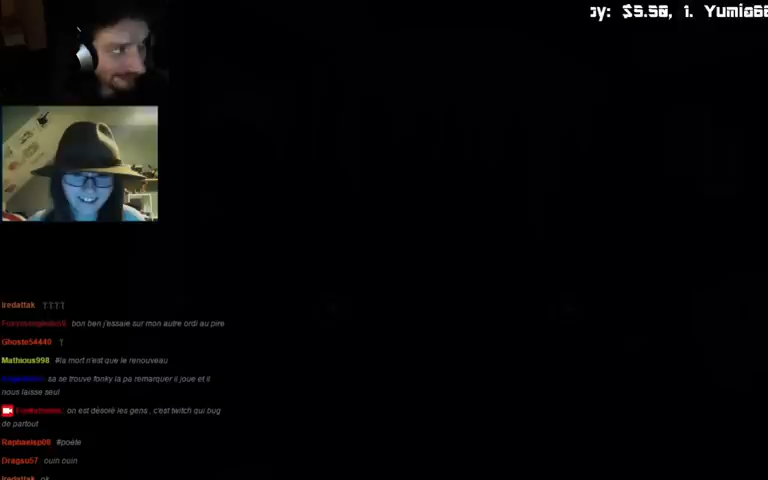 y: $5.50, 1. Yumi
Iredattak
bon ben j'essaie sur mon autre ordi au pire
Ghoste54440
Mathious998 #la mort n'est que le renouveau
sa se trouve fonky la pa remarquer il joue et il
nous laisse seul
: on est désolé les gens , c'est twitch qui bug
de partout
Raphaelsp08 #poète
Dragsu57 ouin ouin
Iredattak ok